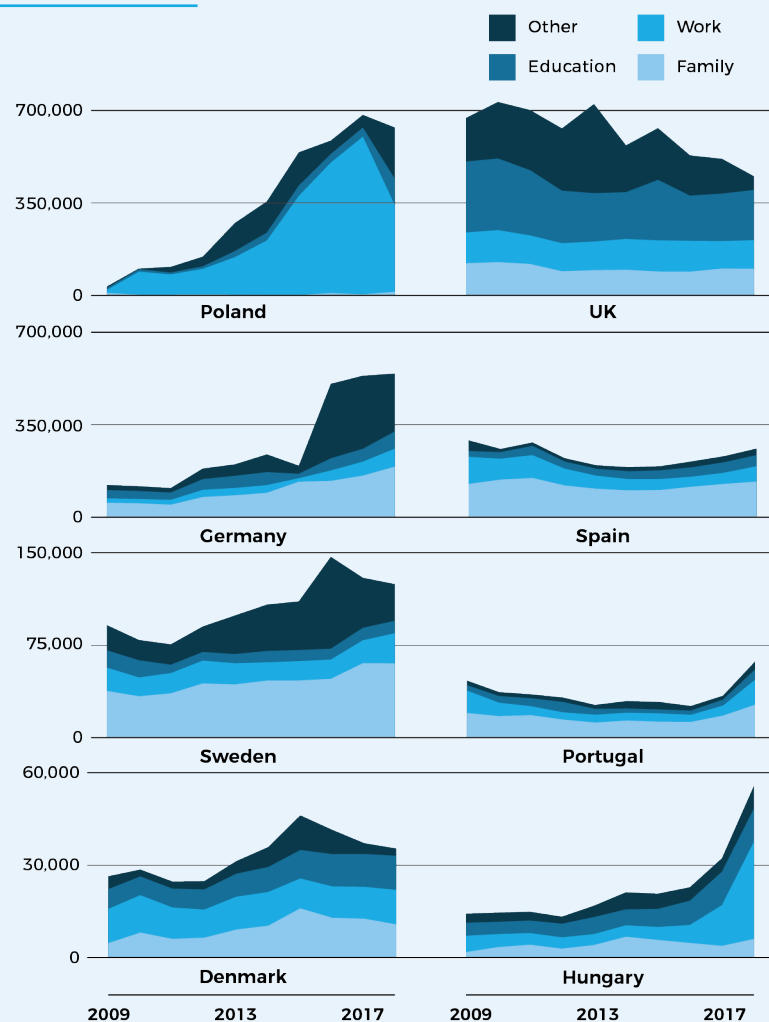 Other
Work
Education
Family
700,000
350,000
0
Poland
UK
700,000
350,000
0
Germany
Spain
150,000
75,000
0
Sweden
Portugal
60,000
30,000
0
Denmark
Hungary
2009 2013 2017
2009 2013 2017